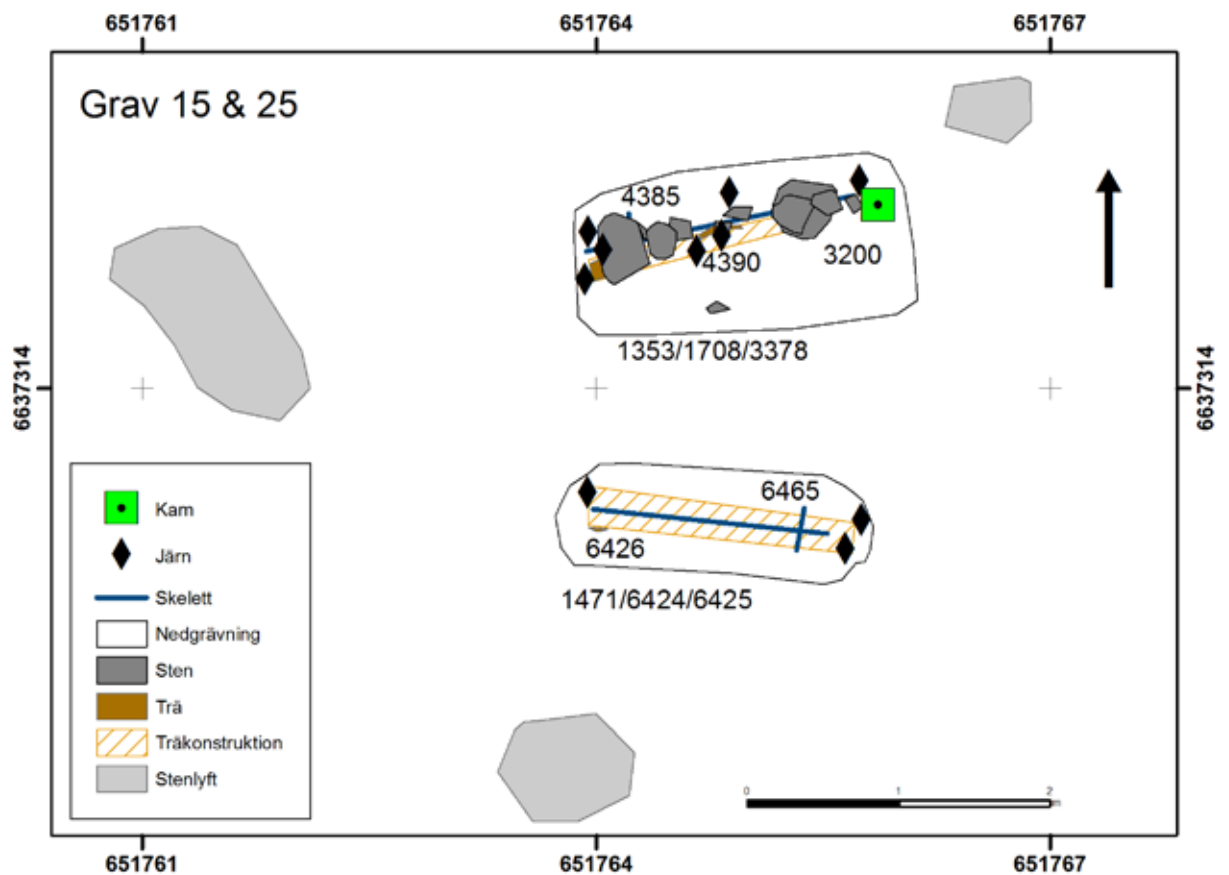 651761
651764
651767
Grav 15 & 25
4385
4390
3200
1353/1708/3378
6637314
6637314
6465
6426
1471/6424/6425
Kam
Järn
Skelett
Nedgrävning
Sten
Trä
Träkonstruktion
Stenlyft
0
1
2
m
651761
651764
651767